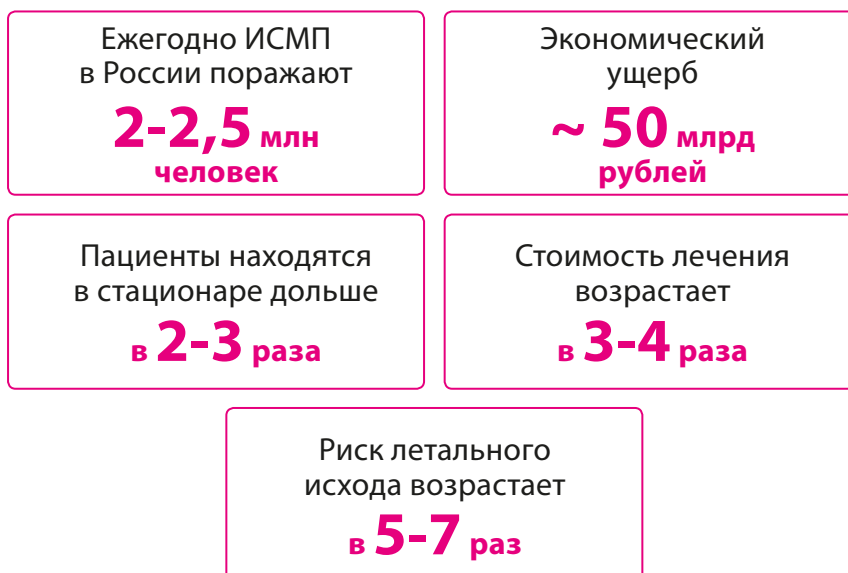 Ежегодно ИСМП
в России поражают
2-2,5 млн
человек
Экономический
ущерб
~ 50 млрд
рублей
Пациенты находятся
в стационаре дольше
в 2-3 раза
Стоимость лечения
возрастает
в 3-4 раза
Риск летального
исхода возрастает
в 5-7 раз